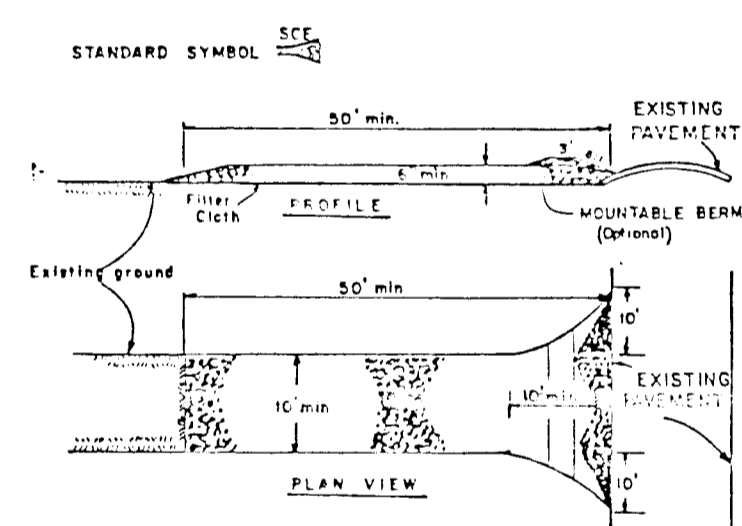 SCE
STANDARD SYMBOL
50' min.
EXISTING
PAVEMENT
3'
6" min
Filter
Cloth
PROFILE
MOUNTABLE BERM
(Optional)
Existing ground
50' min
10'
EXISTING
PAVEMENT
10' min
10' min
PLAN VIEW
10'